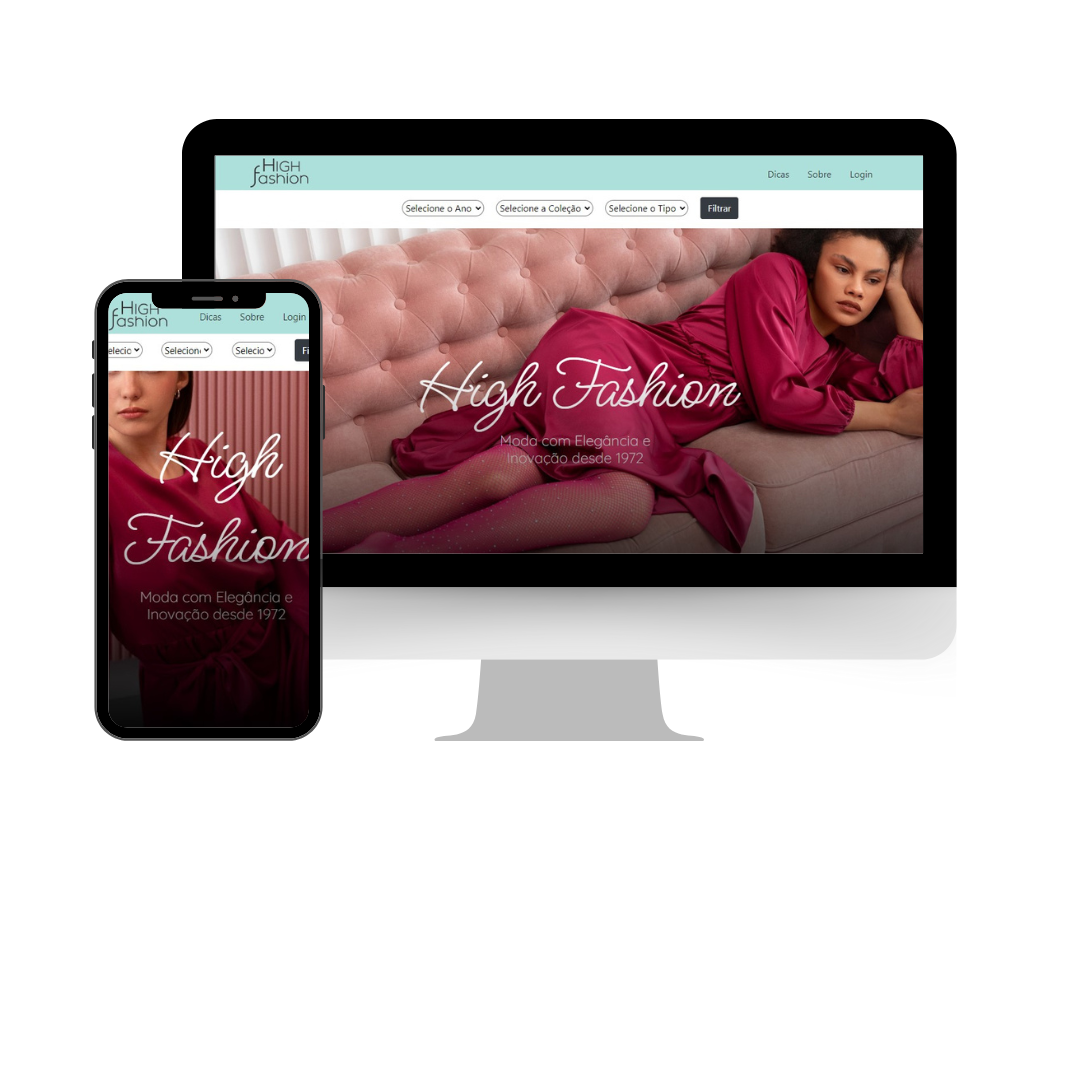 HIGH
fashion
Dicas Sobre Login
Selecione o Ano Selecione a Coleção Selecione o Tipo Filtrar
High Fashion
Moda com Elegância e
Inovação desde 1972
HIGH
fashion
Dicas Sobre Login
elecic Selecion Selecio Fi
High
Fashion
Moda com Elegância e
Inovação desde 1972